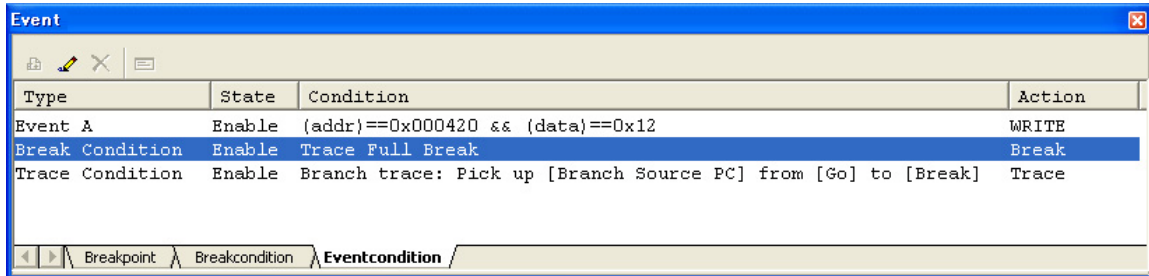 Event
Type State Condition Action
Event A Enable (addr)==0x000420 && (data)==0x12 WRITE
Break Condition Enable Trace Full Break Break
Trace Condition Enable Branch trace: Pick up [Branch Source PC] from [Go] to [Break] Trace
Breakpoint Breakcondition Eventcondition